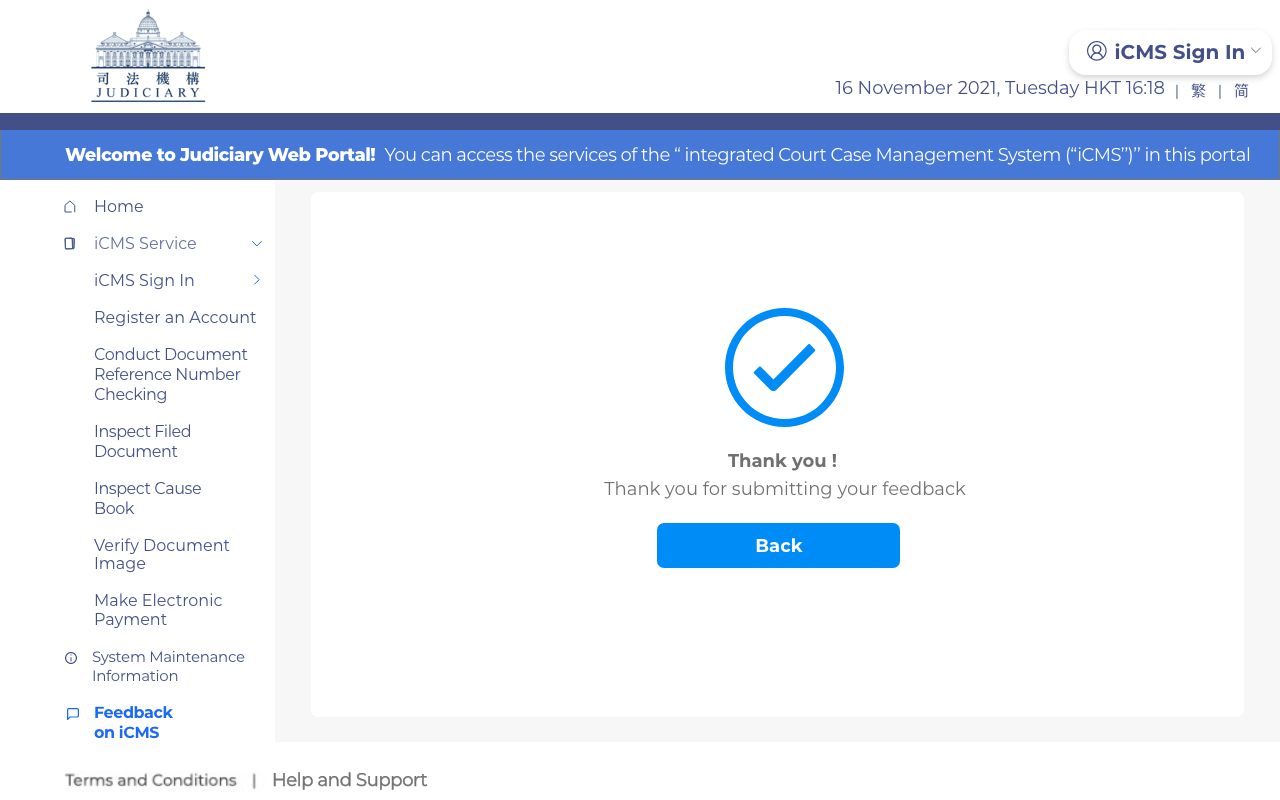 司法機構
JUDICIARY
iCMS Sign In
16 November 2021, Tuesday HKT 16:18 | 繁 | 简
Welcome to Judiciary Web Portal! You can access the services of the “ integrated Court Case Management System (“iCMS”)” in this portal
Home
iCMS Service
iCMS Sign In
Register an Account
Conduct Document
Reference Number
Checking
Inspect Filed
Document
Inspect Cause
Book
Verify Document
Image
Make Electronic
Payment
System Maintenance
Information
Feedback
on iCMS
Thank you !
Thank you for submitting your feedback
Back
Terms and Conditions | Help and Support